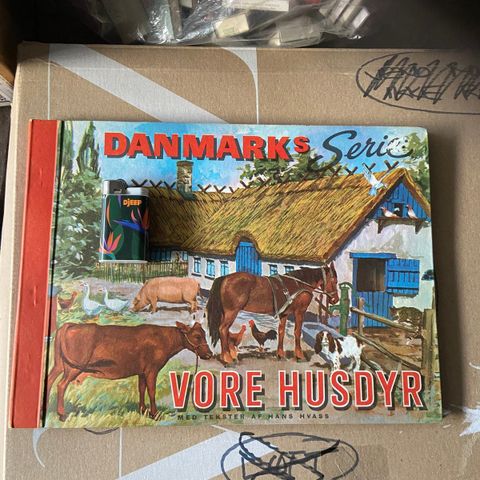 DANMARKS Serie
DJEEP
VORE HUSDYR
MED TEKSTER AF HANS HVASS